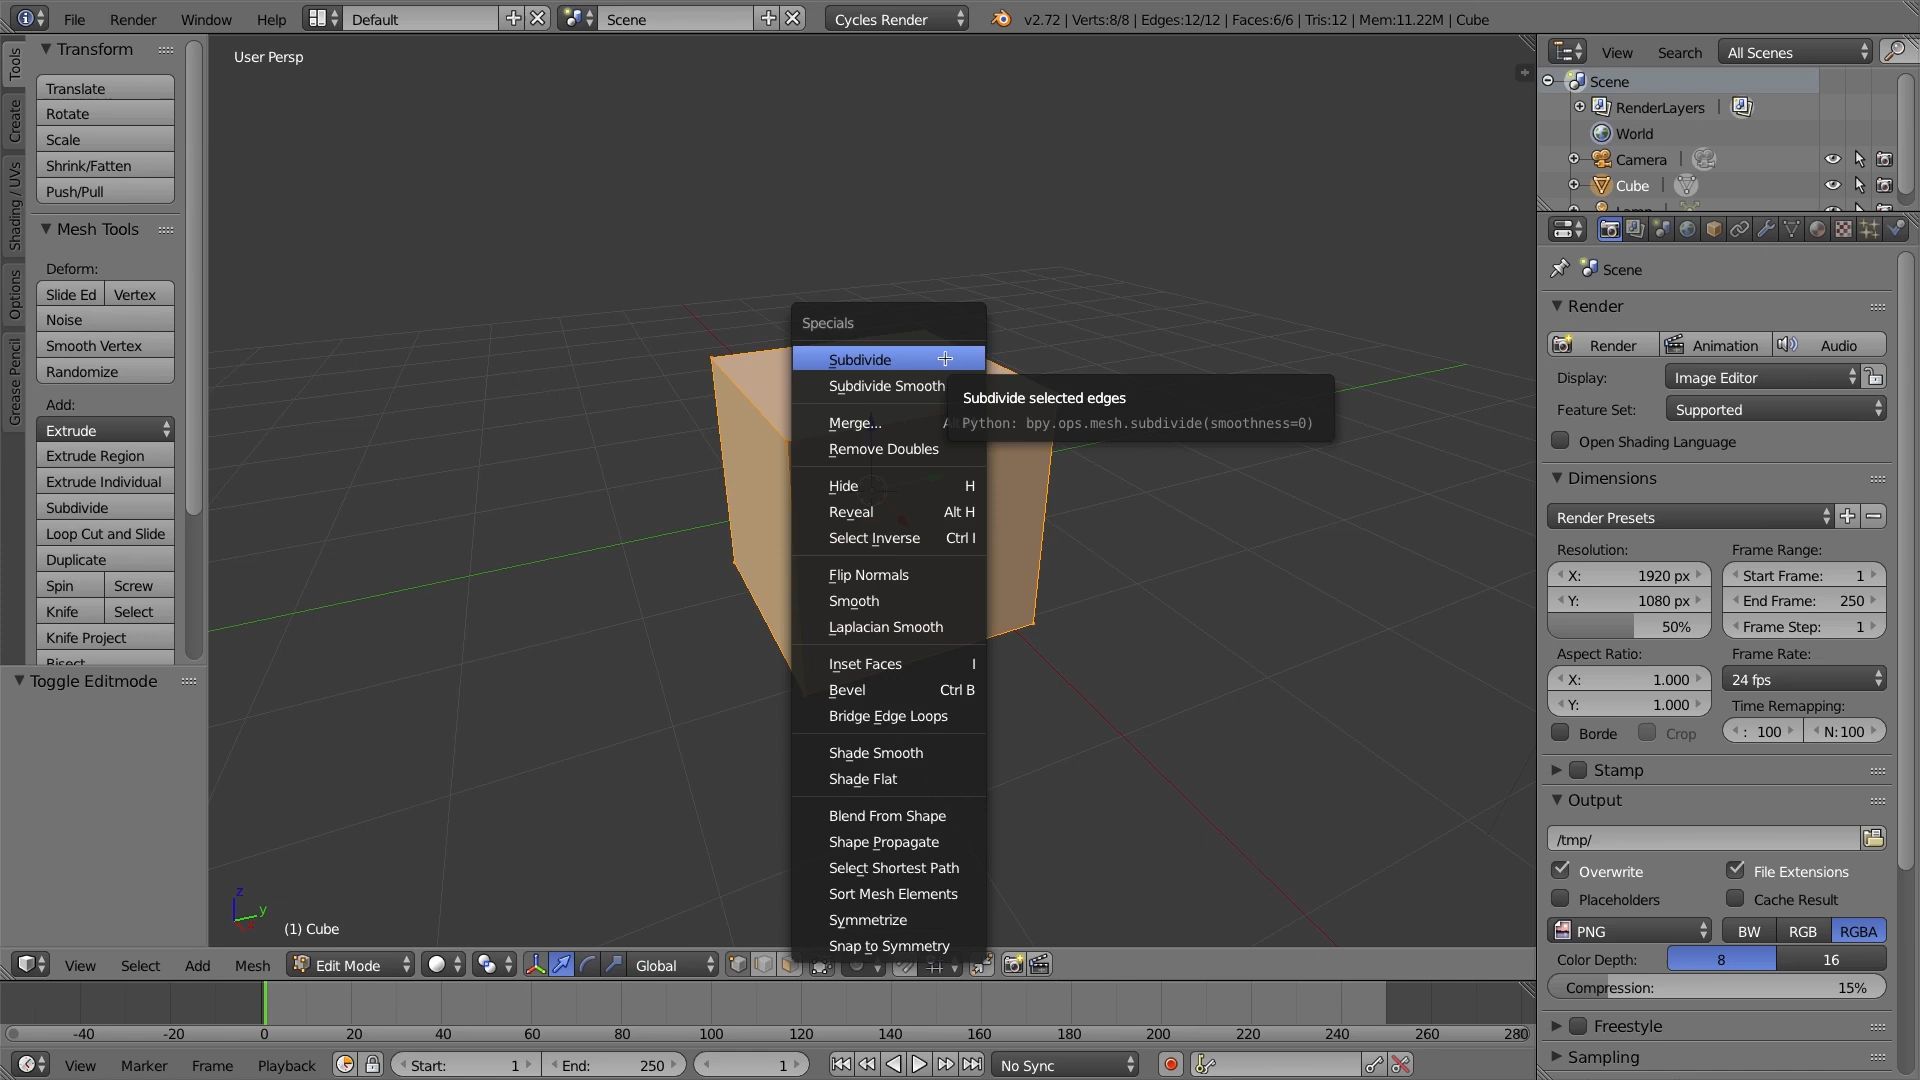 File Render Window Help Default Scene Cycles Render v2.72 | Verts:8/8 | Edges:12/12 | Faces:6/6 | Tris:12 | Mem:11.22M | Cube
Tools
Create
Shading / UVs
Options
Grease Pencil
Transform
Translate
Rotate
Scale
Shrink/Fatten
Push/Pull
Mesh Tools
Deform:
Slide Ed Vertex
Noise
Smooth Vertex
Randomize
Add:
Extrude
Extrude Region
Extrude Individual
Subdivide
Loop Cut and Slide
Duplicate
Spin Screw
Knife Select
Knife Project
Bisect
Toggle Editmode
User Persp
Specials
Subdivide
Subdivide Smooth
Merge...
Remove Doubles
Hide H
Reveal Alt H
Select Inverse Ctrl I
Flip Normals
Smooth
Laplacian Smooth
Inset Faces I
Bevel Ctrl B
Bridge Edge Loops
Shade Smooth
Shade Flat
Blend From Shape
Shape Propagate
Select Shortest Path
Sort Mesh Elements
Symmetrize
Snap to Symmetry
Subdivide selected edges
Python: bpy.ops.mesh.subdivide(smoothness=0)
z
y
x
(1) Cube
View Select Add Mesh Edit Mode Global
-40 -20 0 20 40 60 80 100 120 140 160 180 200 220 240 260 280
View Marker Frame Playback Start: 1 End: 250 1 No Sync
View Search All Scenes
Scene
RenderLayers |
World
Camera |
Cube |
Lamp
Scene
Render
Render Animation Audio
Display: Image Editor
Feature Set: Supported
Open Shading Language
Dimensions
Render Presets
Resolution: Frame Range:
X: 1920 px Start Frame: 1
Y: 1080 px End Frame: 250
50% Frame Step: 1
Aspect Ratio: Frame Rate:
X: 1.000 24 fps
Y: 1.000 Time Remapping:
Borde Crop : 100 N: 100
Stamp
Output
/tmp/
Overwrite File Extensions
Placeholders Cache Result
PNG BW RGB RGBA
Color Depth: 8 16
Compression: 15%
Freestyle
Sampling